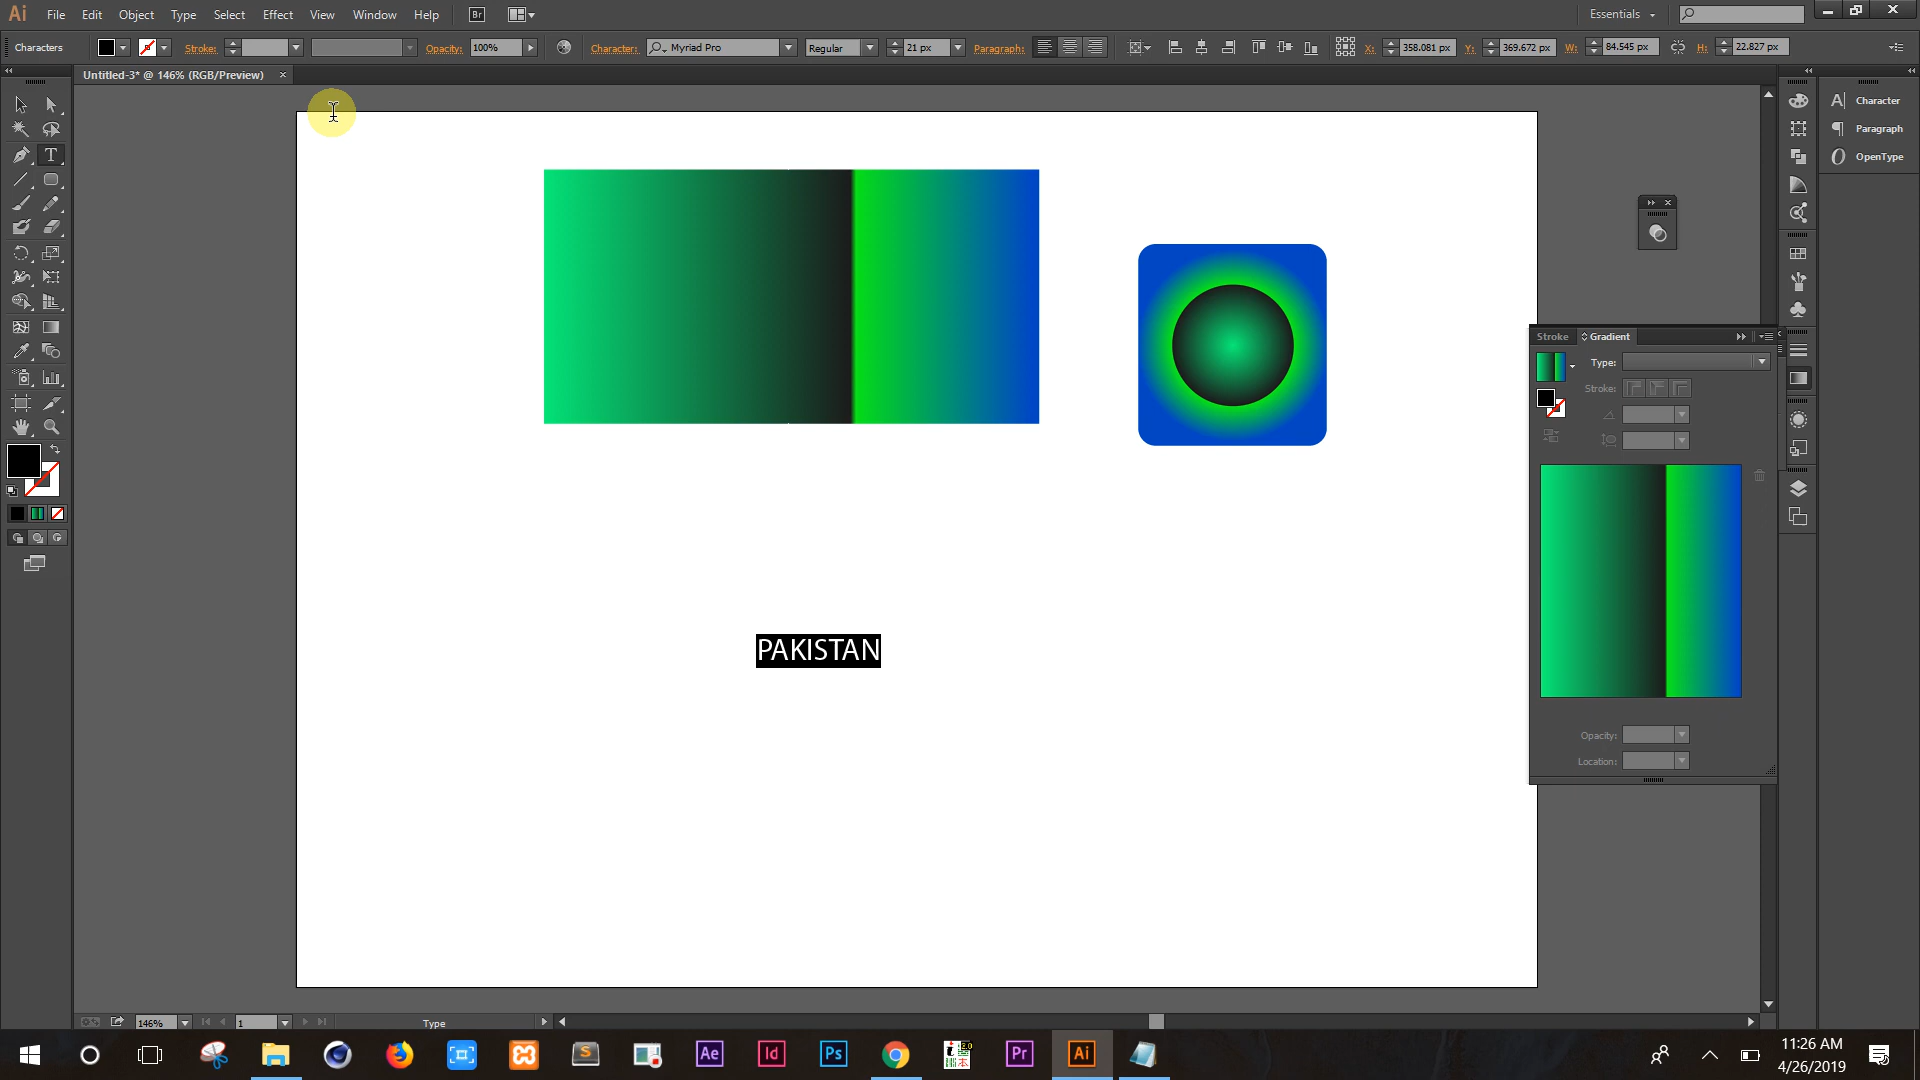 Ai File Edit Object Type Select Effect View Window Help Br Essentials
Characters Stroke: Opacity: 100% Character: Myriad Pro Regular 21 px Paragraph: X: 358.081 px Y: 369.672 px W: 84.545 px H: 22.827 px
Untitled-3* @ 146% (RGB/Preview)
Character
Paragraph
OpenType
Stroke Gradient
Type:
Stroke:
PAKISTAN
Opacity:
Location:
146% 1 Type
Ae Id Ps Pr Ai
11:26 AM
4/26/2019